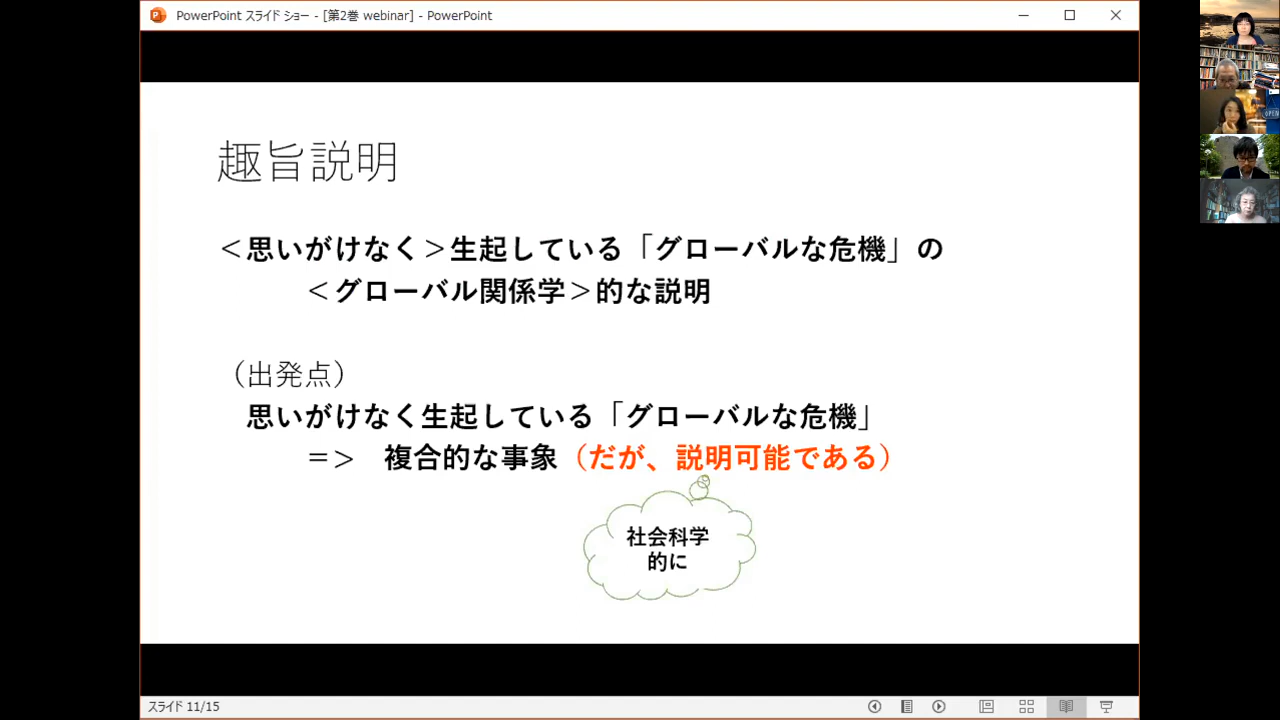 PowerPoint スライド ショー - [第2巻 webinar] - PowerPoint
趣旨説明
＜思いがけなく＞生起している「グローバルな危機」の
＜グローバル関係学＞的な説明
（出発点）
思いがけなく生起している「グローバルな危機」
＝＞　複合的な事象（だが、説明可能である）
社会科学
的に
スライド 11/15
OPEN